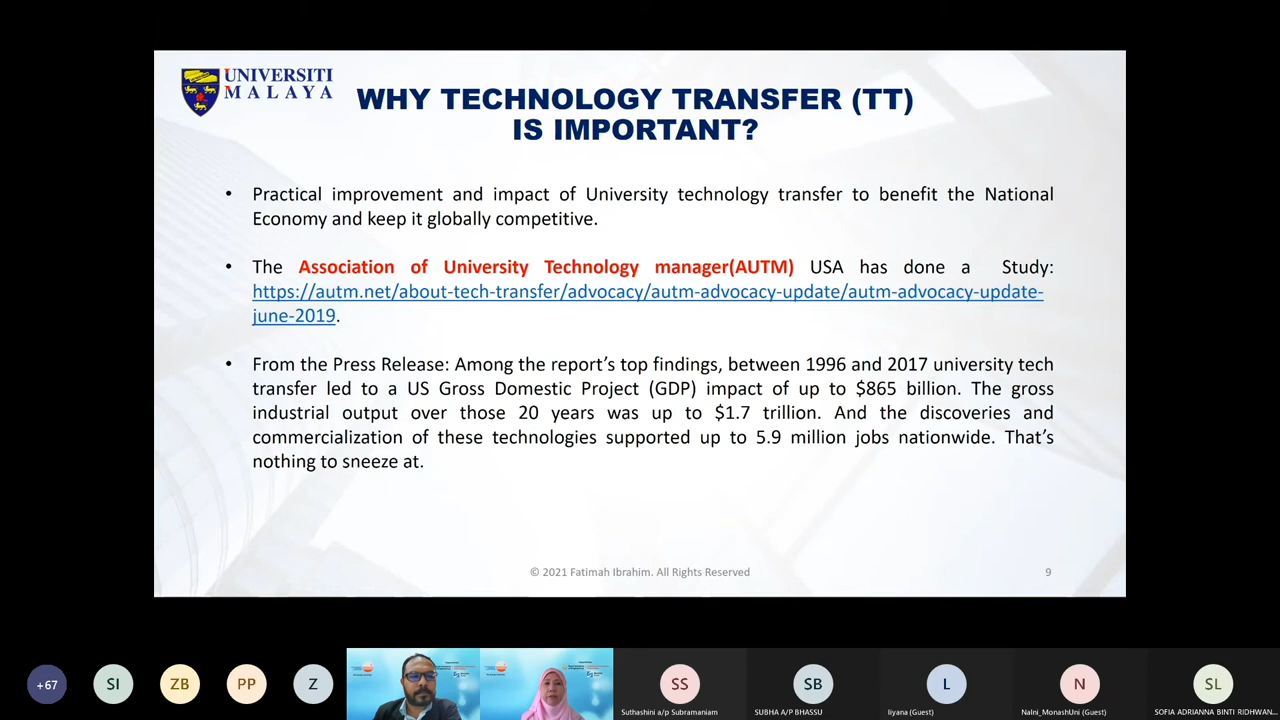 UNIVERSITI
MALAYA
WHY TECHNOLOGY TRANSFER (TT)
IS IMPORTANT?
• Practical improvement and impact of University technology transfer to benefit the National
Economy and keep it globally competitive.
• The Association of University Technology manager(AUTM) USA has done a Study:
https://autm.net/about-tech-transfer/advocacy/autm-advocacy-update/autm-advocacy-update-
june-2019.
• From the Press Release: Among the report's top findings, between 1996 and 2017 university tech
transfer led to a US Gross Domestic Project (GDP) impact of up to $865 billion. The gross
industrial output over those 20 years was up to $1.7 trillion. And the discoveries and
commercialization of these technologies supported up to 5.9 million jobs nationwide. That's
nothing to sneeze at.
© 2021 Fatimah Ibrahim. All Rights Reserved
9
+67
SI
ZB
PP
Z
SS
Suthashini a/p Subramaniam
SB
SUBHA A/P BHASSU
L
liyana (Guest)
N
Nalni_MonashUni (Guest)
SL
SOFIA ADRIANNA BINTI RIDHWAN...